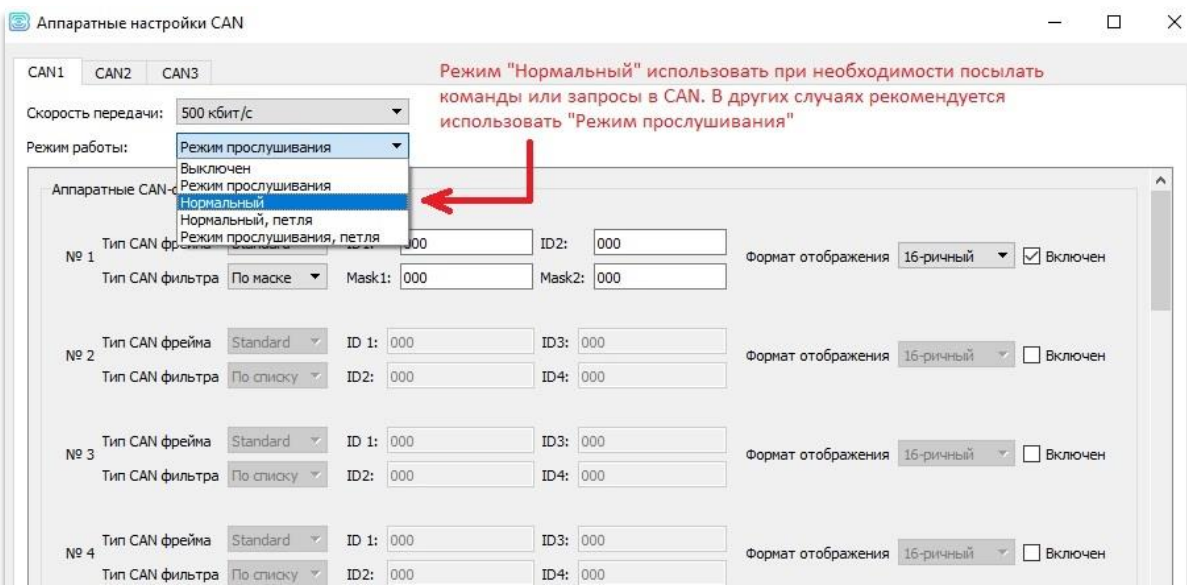 Аппаратные настройки CAN
CAN1 CAN2 CAN3
Режим "Нормальный" использовать при необходимости посылать
команды или запросы в CAN. В других случаях рекомендуется
использовать "Режим прослушивания"
Скорость передачи: 500 кбит/с
Режим работы: Режим прослушивания
Выключен
Режим прослушивания
Нормальный
Нормальный, петля
Режим прослушивания, петля
Аппаратные CAN-
№ 1
Тип CAN 000 ID2: 000
Тип CAN фильтра По маске Mask1: 000 Mask2: 000
Формат отображения 16-ричный Включен
№ 2
Тип CAN фрейма Standard ID 1: 000 ID3: 000
Тип CAN фильтра По списку ID2: 000 ID4: 000
Формат отображения 16-ричный Включен
№ 3
Тип CAN фрейма Standard ID 1: 000 ID3: 000
Тип CAN фильтра По списку ID2: 000 ID4: 000
Формат отображения 16-ричный Включен
№ 4
Тип CAN фрейма Standard ID 1: 000 ID3: 000
Тип CAN фильтра По списку ID2: 000 ID4: 000
Формат отображения 16-ричный Включен